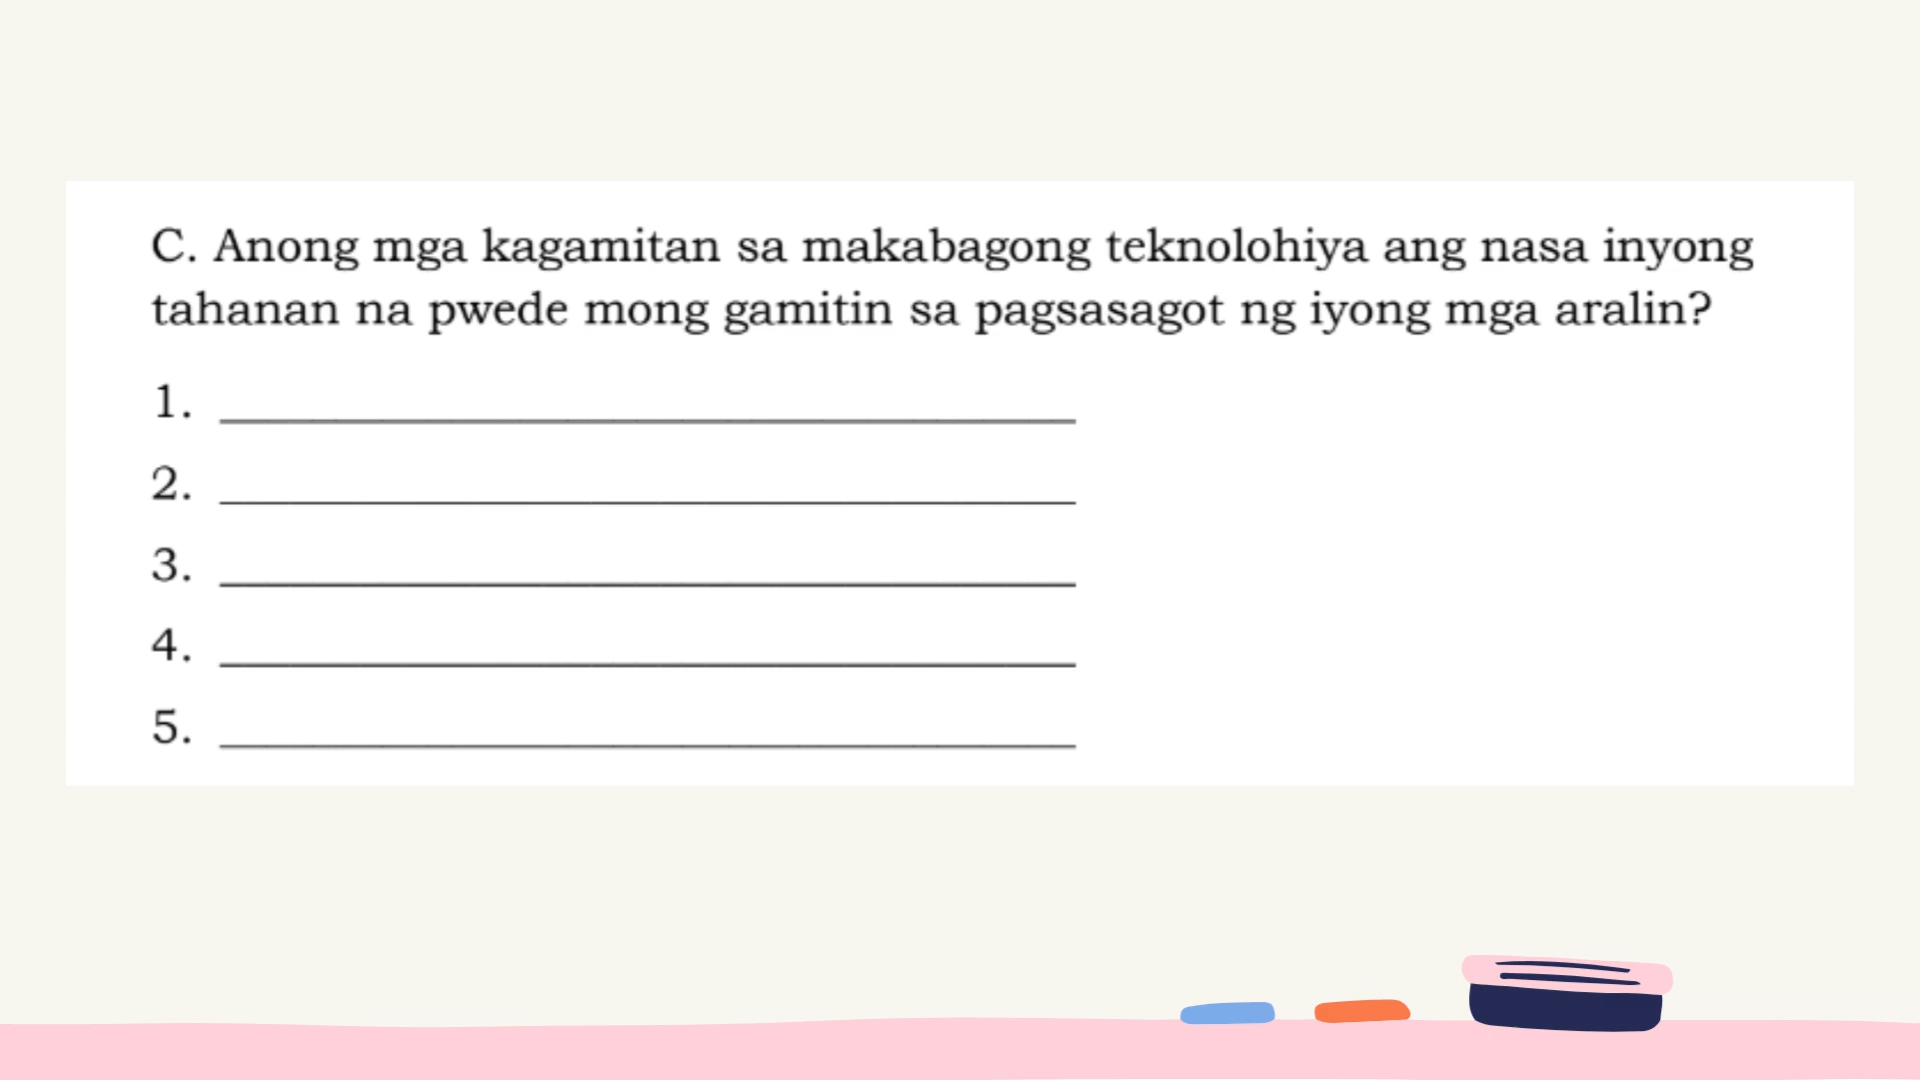 C. Anong mga kagamitan sa makabagong teknolohiya ang nasa inyong
tahanan na pwede mong gamitin sa pagsasagot ng iyong mga aralin?
1. ______________________________
2. ______________________________
3. ______________________________
4. ______________________________
5. ______________________________